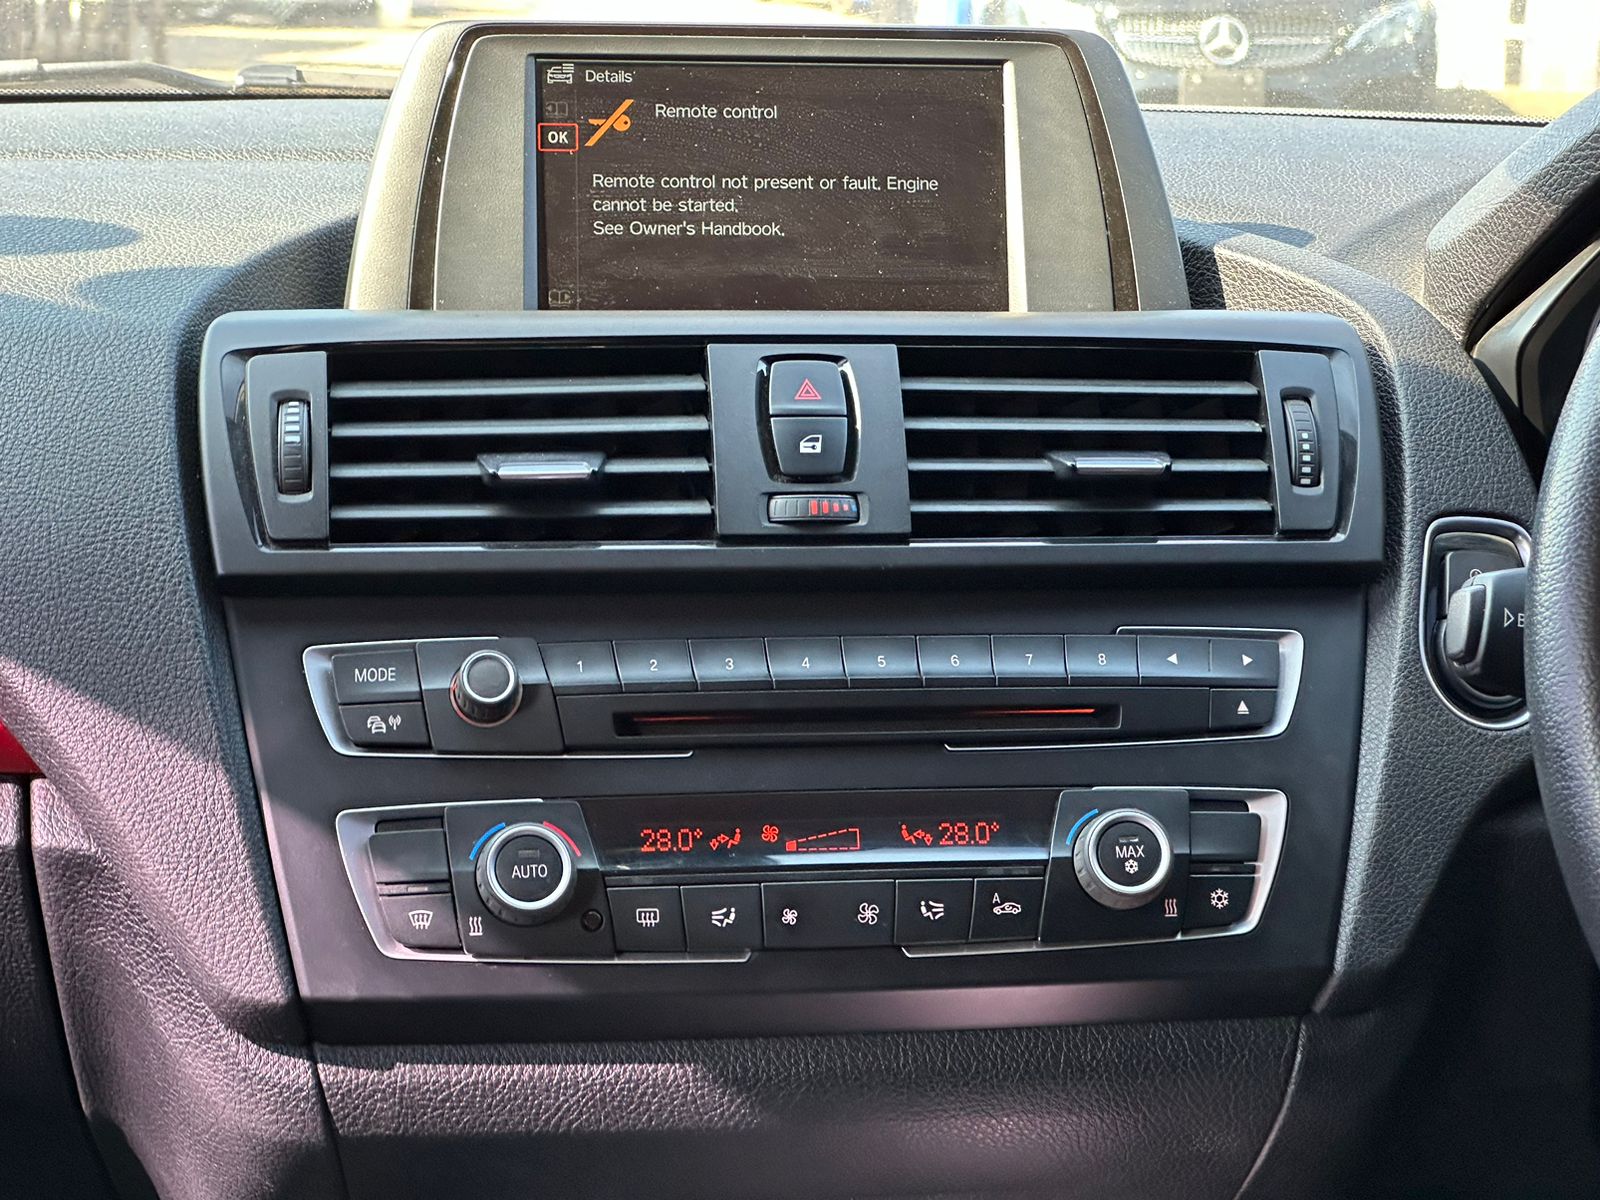 Details
Remote control
OK
Remote control not present or fault. Engine
cannot be started.
See Owner's Handbook.
MODE
1 2 3 4 5 6 7 8
28.0° 28.0°
AUTO
MAX
A